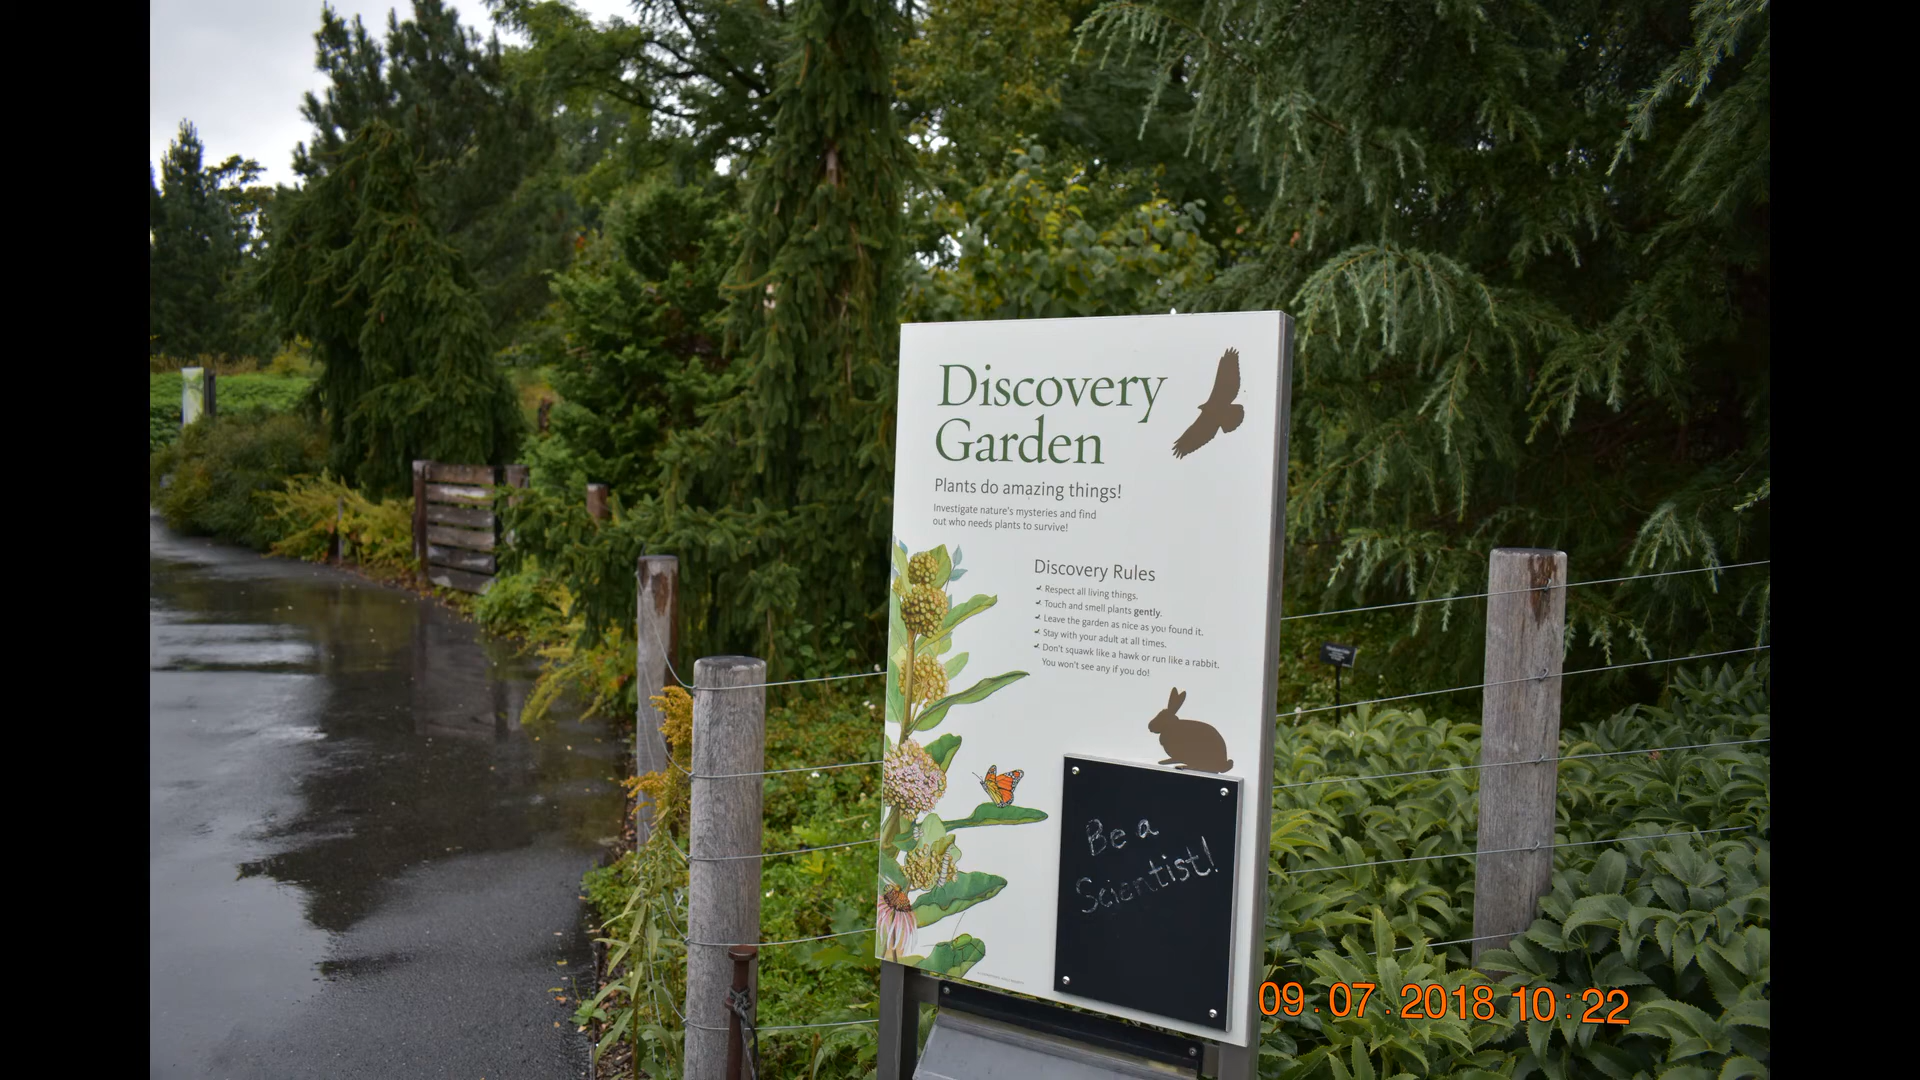 Discovery
Garden
Plants do amazing things!
Investigate nature's mysteries and find
out who needs plants to survive!
Discovery Rules
Respect all living things.
Touch and smell plants gently.
Leave the garden as nice as you found it.
Stay with your adult at all times.
Don't squawk like a hawk or run like a rabbit.
You won't see any if you do!
Be a
Scientist!
09.07.2018 10:22